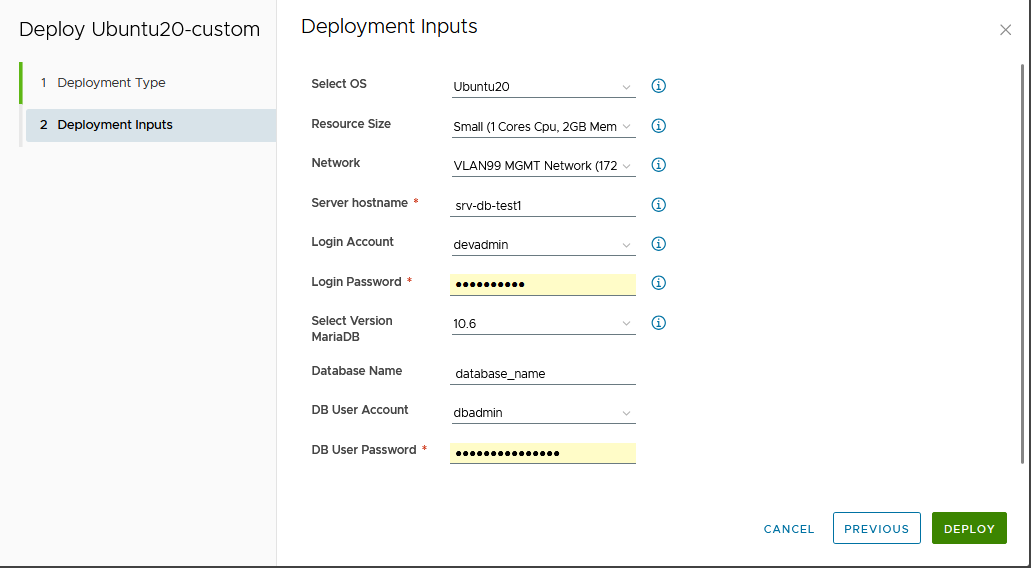 Deploy Ubuntu20-custom
1 Deployment Type
2 Deployment Inputs
Deployment Inputs
Select OS
Ubuntu20
Resource Size
Small (1 Cores Cpu, 2GB Mem
Network
VLAN99 MGMT Network (172
Server hostname *
srv-db-test1
Login Account
devadmin
Login Password *
••••••••••
Select Version
MariaDB
10.6
Database Name
database_name
DB User Account
dbadmin
DB User Password *
•••••••••••••••
CANCEL
PREVIOUS
DEPLOY